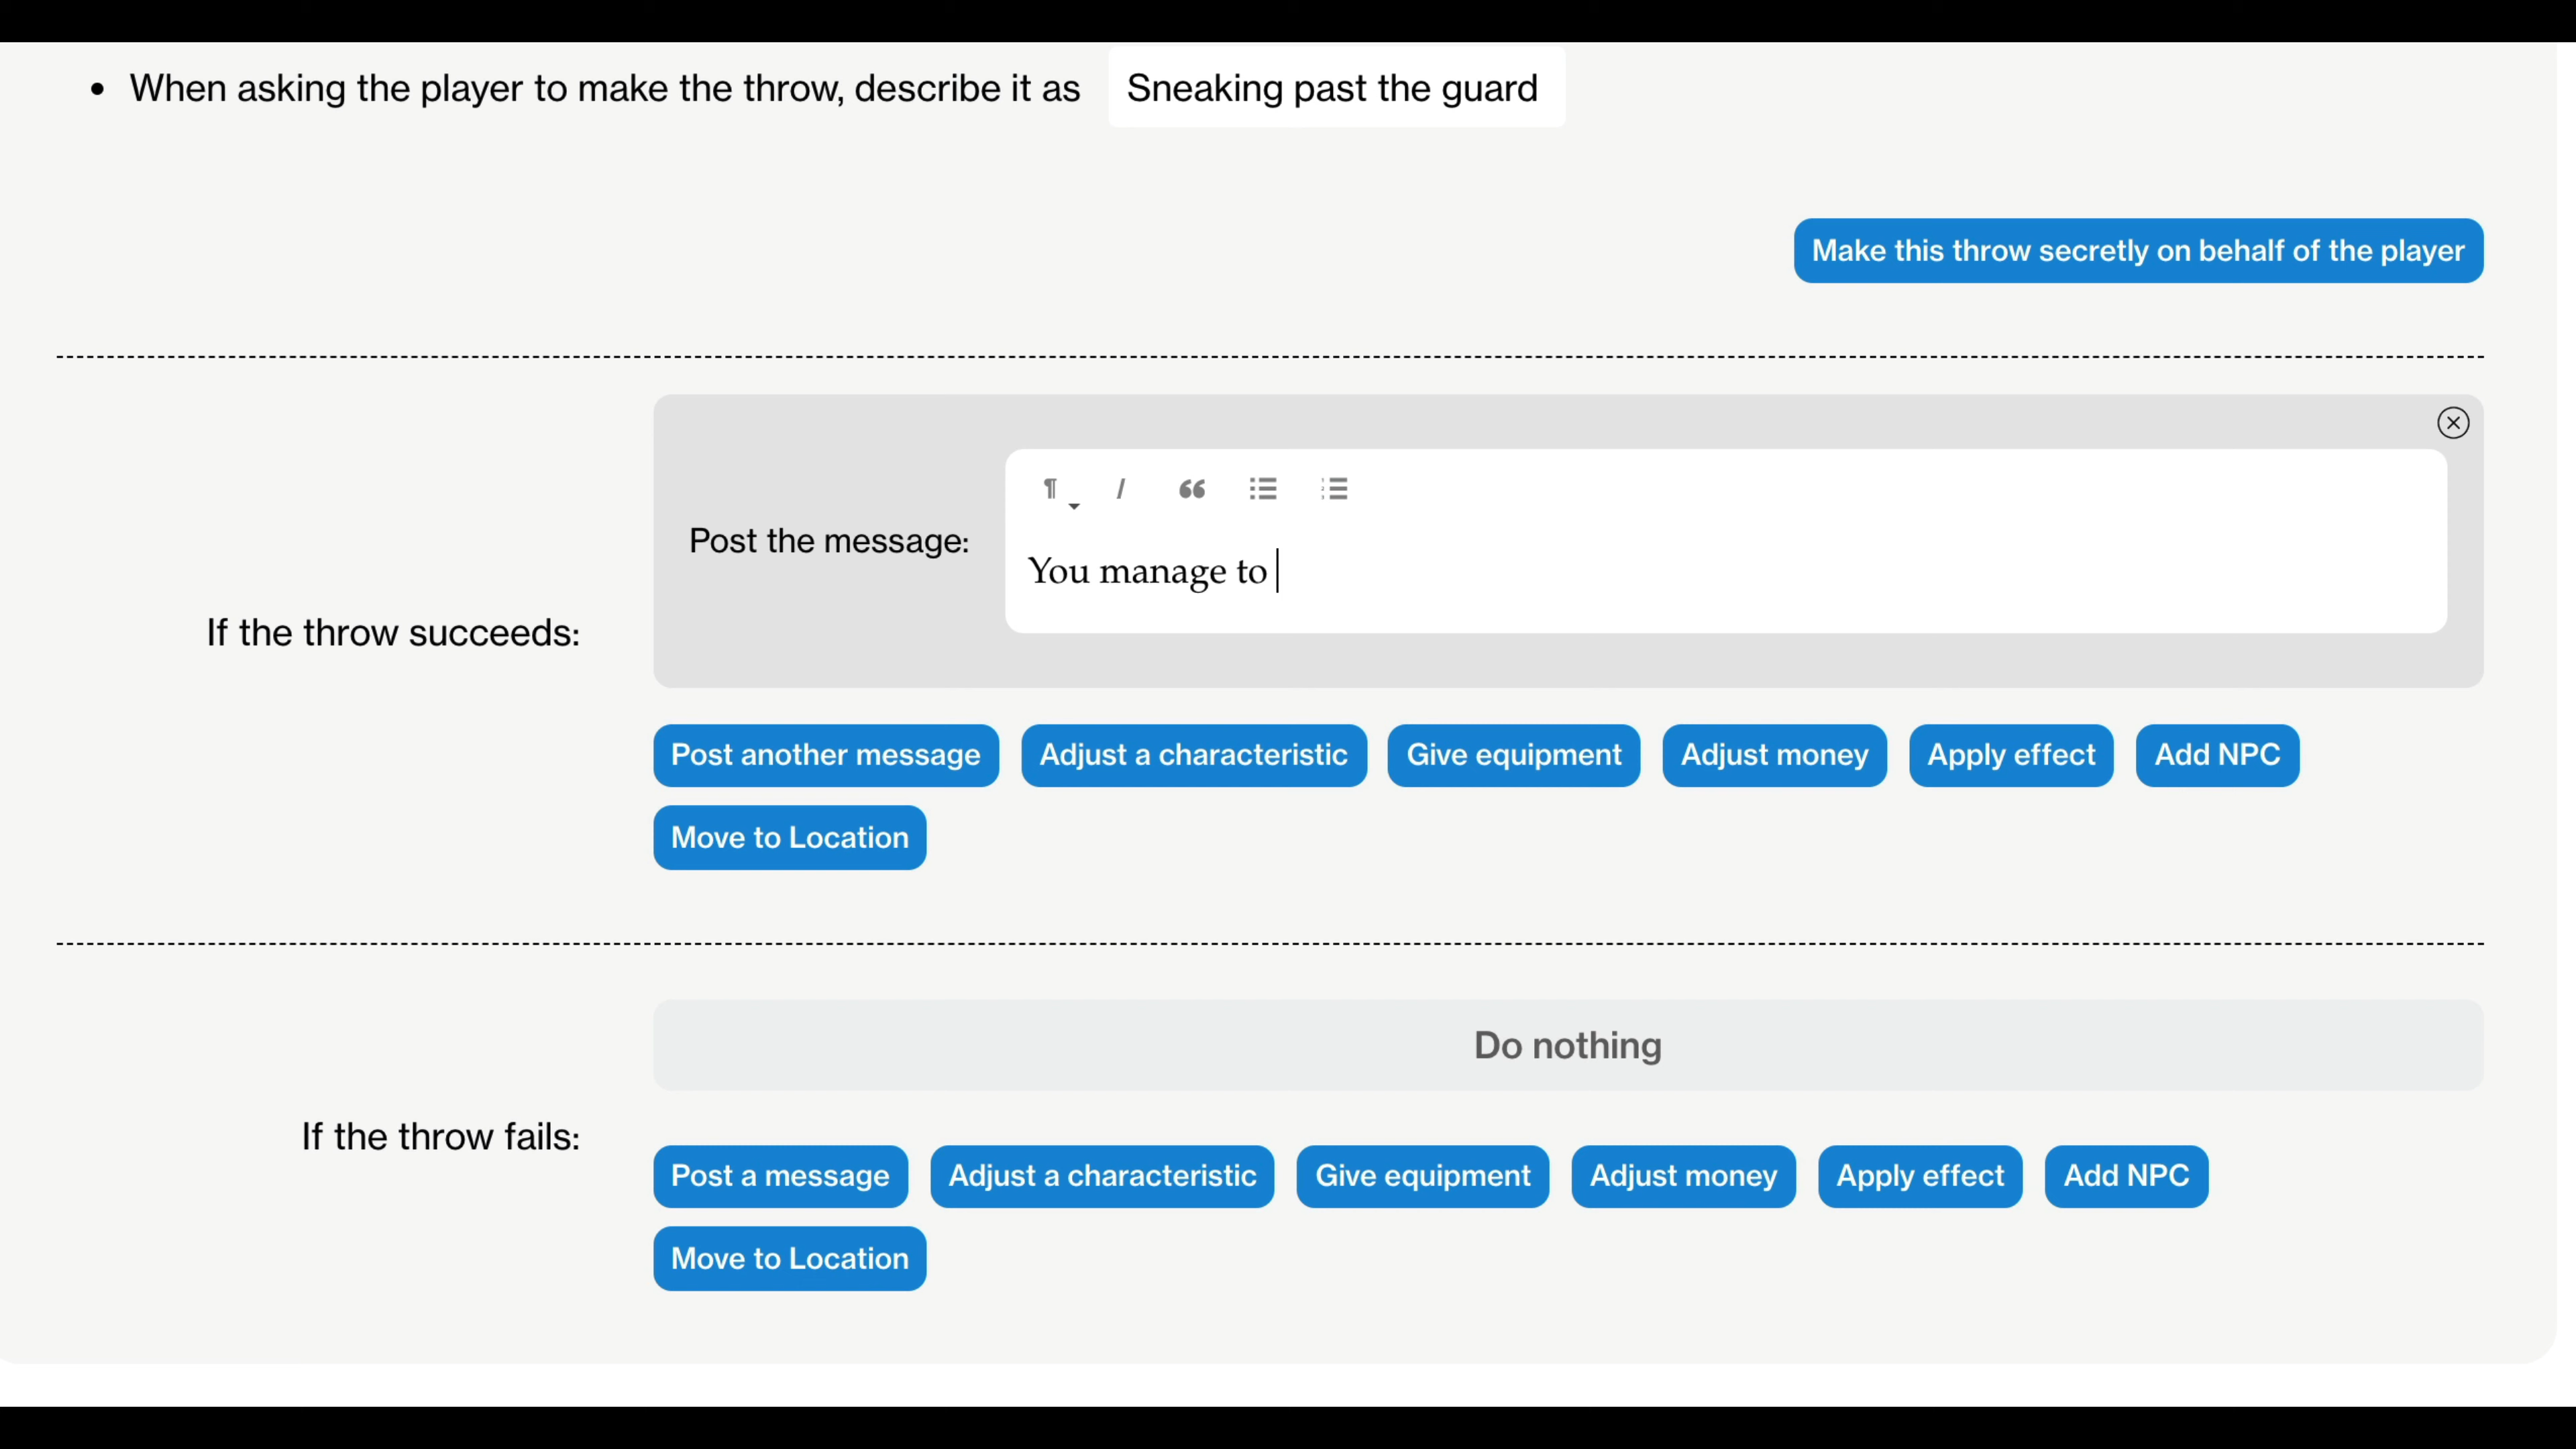 • When asking the player to make the throw, describe it as Sneaking past the guard
Make this throw secretly on behalf of the player
Post the message:
You manage to
If the throw succeeds:
Post another message Adjust a characteristic Give equipment Adjust money Apply effect Add NPC
Move to Location
Do nothing
If the throw fails:
Post a message Adjust a characteristic Give equipment Adjust money Apply effect Add NPC
Move to Location